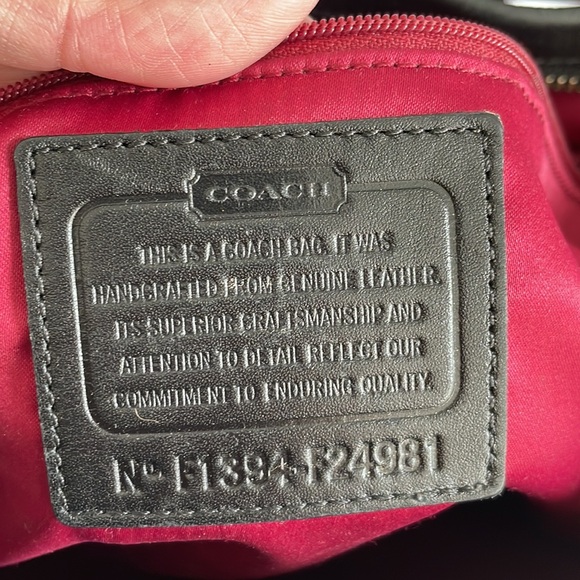 COACH
THIS IS A COACH BAG. IT WAS
HANDCRAFTED FROM GENUINE LEATHER.
ITS SUPERIOR CRAFTSMANSHIP AND
ATTENTION TO DETAIL REFLECT OUR
COMMITMENT TO ENDURING QUALITY.
Nº F1394-F24981